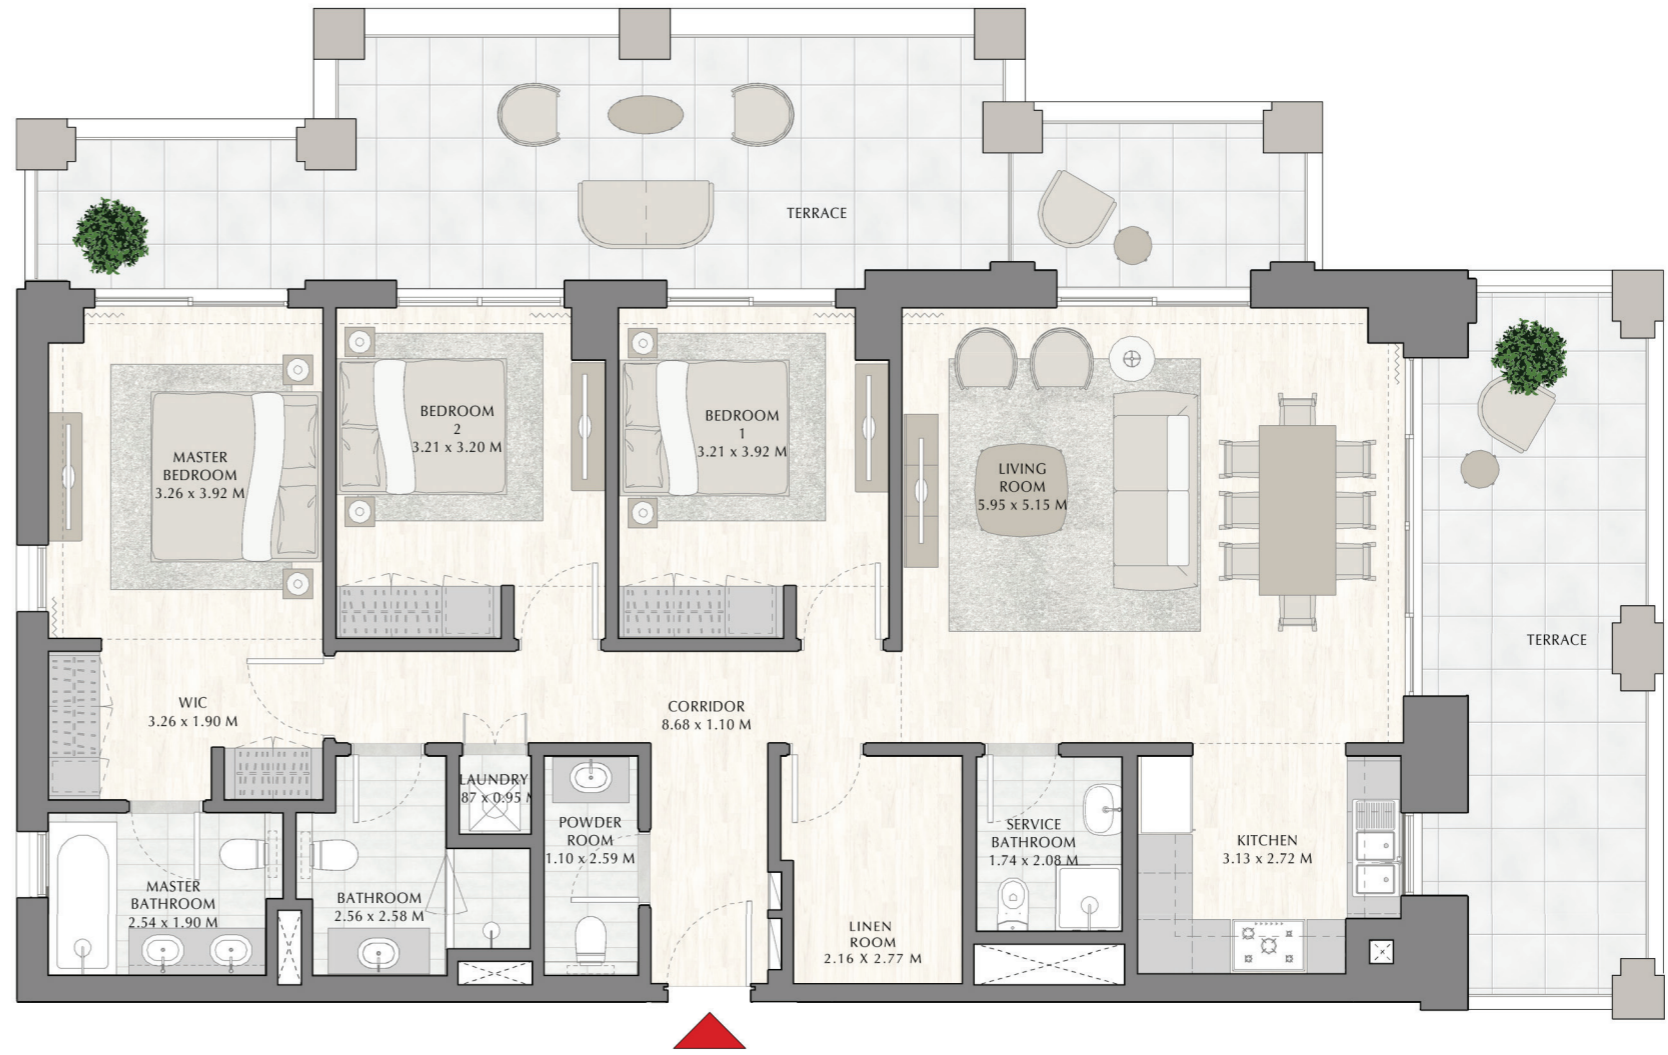 TERRACE
MASTER
BEDROOM
3.26 x 3.92 M
BEDROOM
2
3.21 x 3.20 M
BEDROOM
1
3.21 x 3.92 M
LIVING
ROOM
5.95 x 5.15 M
TERRACE
WIC
3.26 x 1.90 M
CORRIDOR
8.68 x 1.10 M
LAUNDRY
87 x 0.95
POWDER
ROOM
1.10 x 2.59 M
SERVICE
BATHROOM
1.74 x 2.08 M
KITCHEN
3.13 x 2.72 M
MASTER
BATHROOM
2.54 x 1.90 M
BATHROOM
2.56 x 2.58 M
LINEN
ROOM
2.16 X 2.77 M